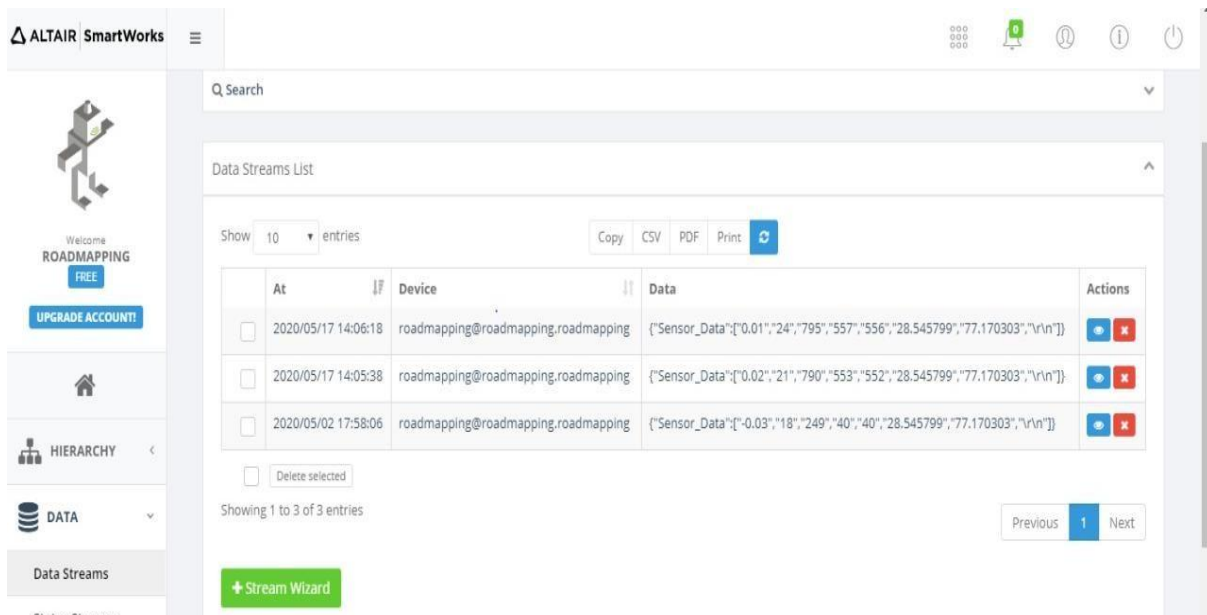 ALTAIR SmartWorks
0
Search
Data Streams List
Show 10 entries
Copy CSV PDF Print
At Device Data Actions
2020/05/17 14:06:18 roadmapping@roadmapping.roadmapping {"Sensor_Data":["0.01","24","795","557","556","28.545799","77.170303","\r\n"]}
2020/05/17 14:05:38 roadmapping@roadmapping.roadmapping {"Sensor_Data":["0.02","21","790","553","552","28.545799","77.170303","\r\n"]}
2020/05/02 17:58:06 roadmapping@roadmapping.roadmapping {"Sensor_Data":["-0.03","18","249","40","40","28.545799","77.170303","\r\n"]}
Delete selected
Showing 1 to 3 of 3 entries
Previous 1 Next
+ Stream Wizard
Welcome
ROADMAPPING
FREE
UPGRADE ACCOUNT!
HIERARCHY
DATA
Data Streams